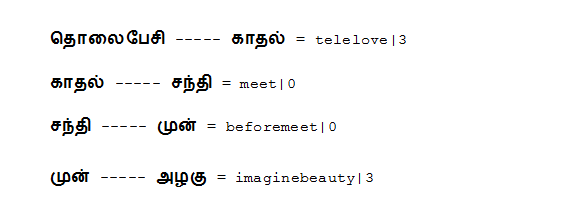 தொலைபேசி ----- காதல் = telelove|3
காதல் ----- சந்தி = meet|0
சந்தி ----- முன் = beforemeet|0
முன் ----- அழகு = imaginebeauty|3